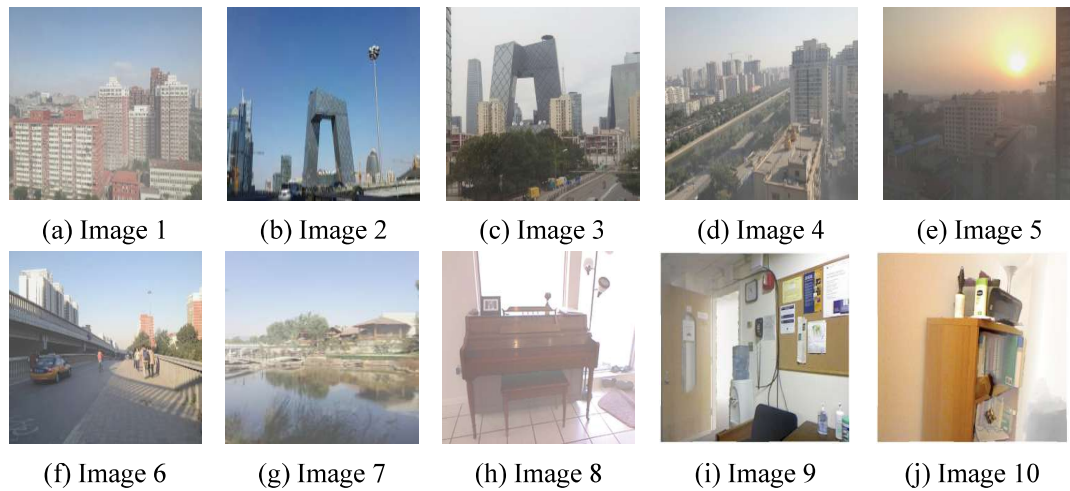 (a) Image 1
(b) Image 2
(c) Image 3
(d) Image 4
(e) Image 5
(f) Image 6
(g) Image 7
(h) Image 8
(i) Image 9
(j) Image 10